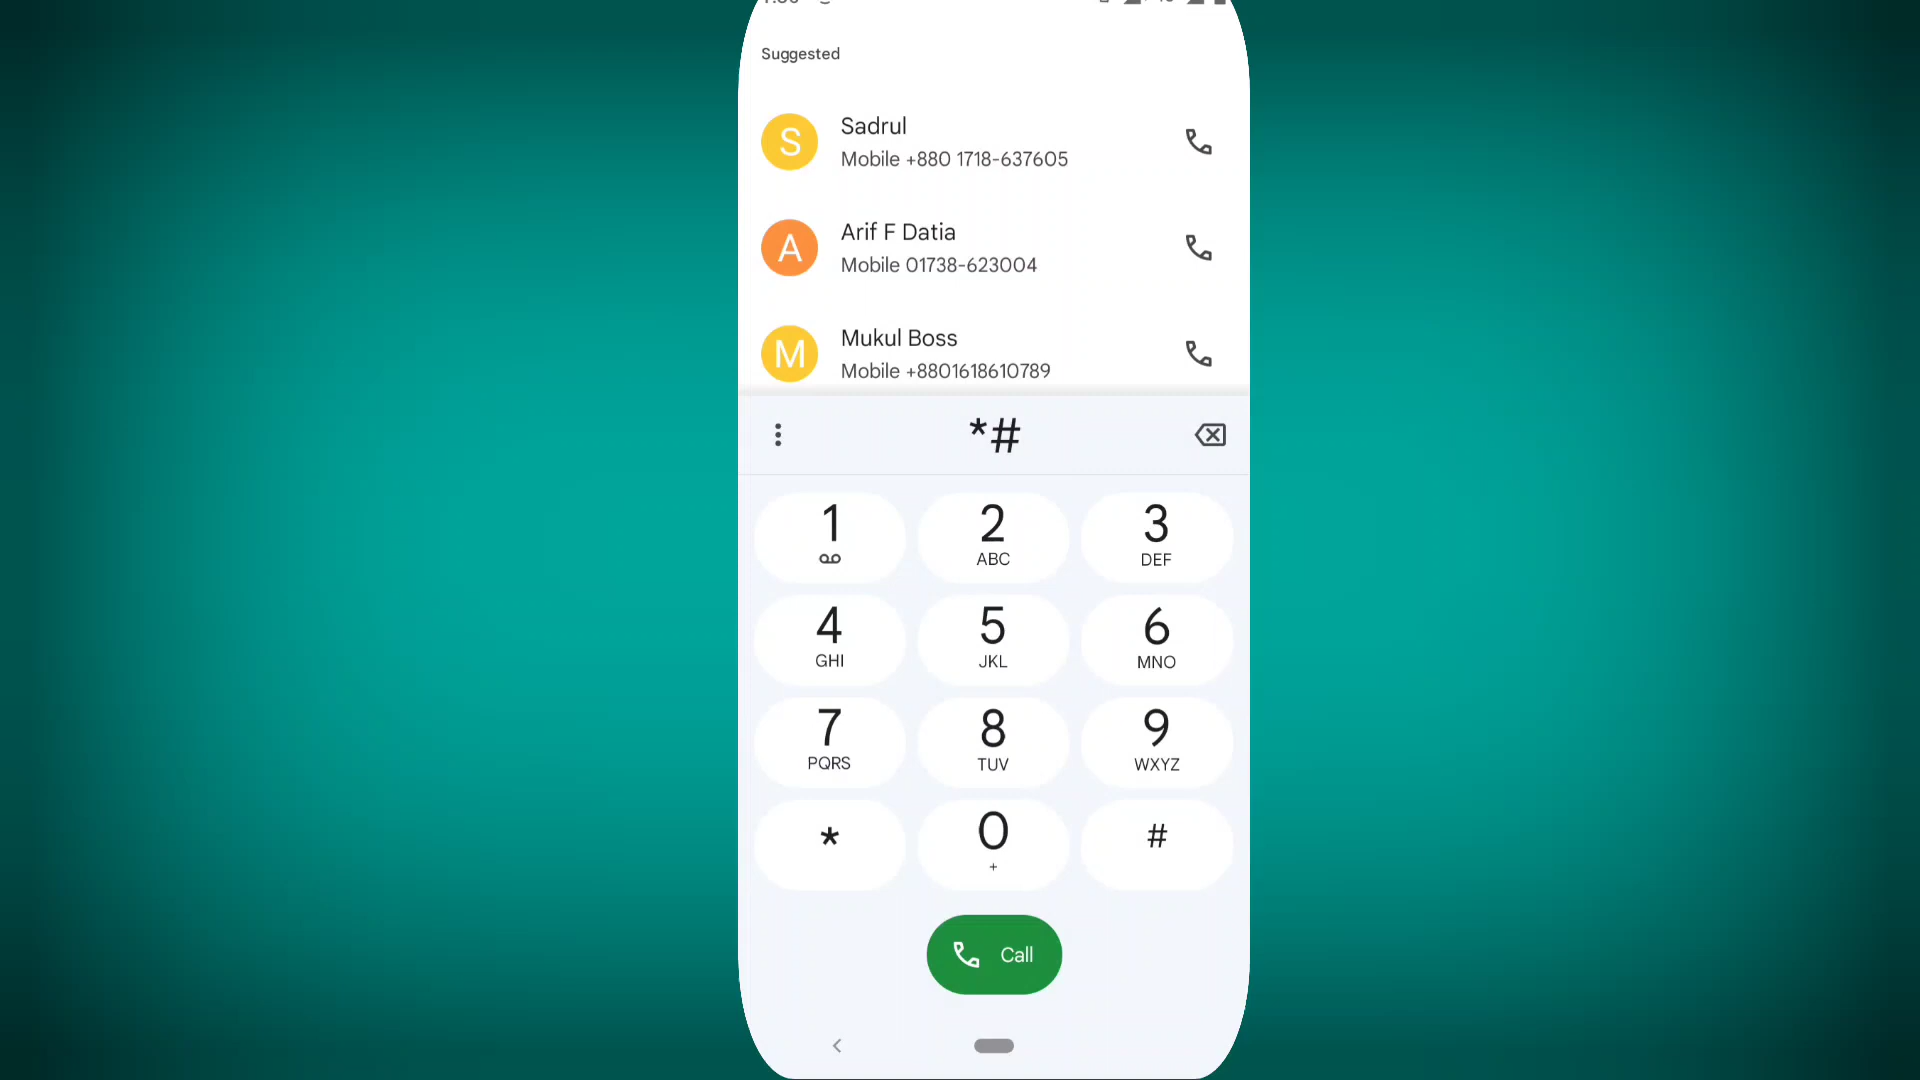 Suggested
S
Sadrul
Mobile +880 1718-637605
A
Arif F Datia
Mobile 01738-623004
M
Mukul Boss
Mobile +8801618610789
*#
1 2 3
ABC DEF
4 5 6
GHI JKL MNO
7 8 9
PQRS TUV WXYZ
* 0 #
+
Call